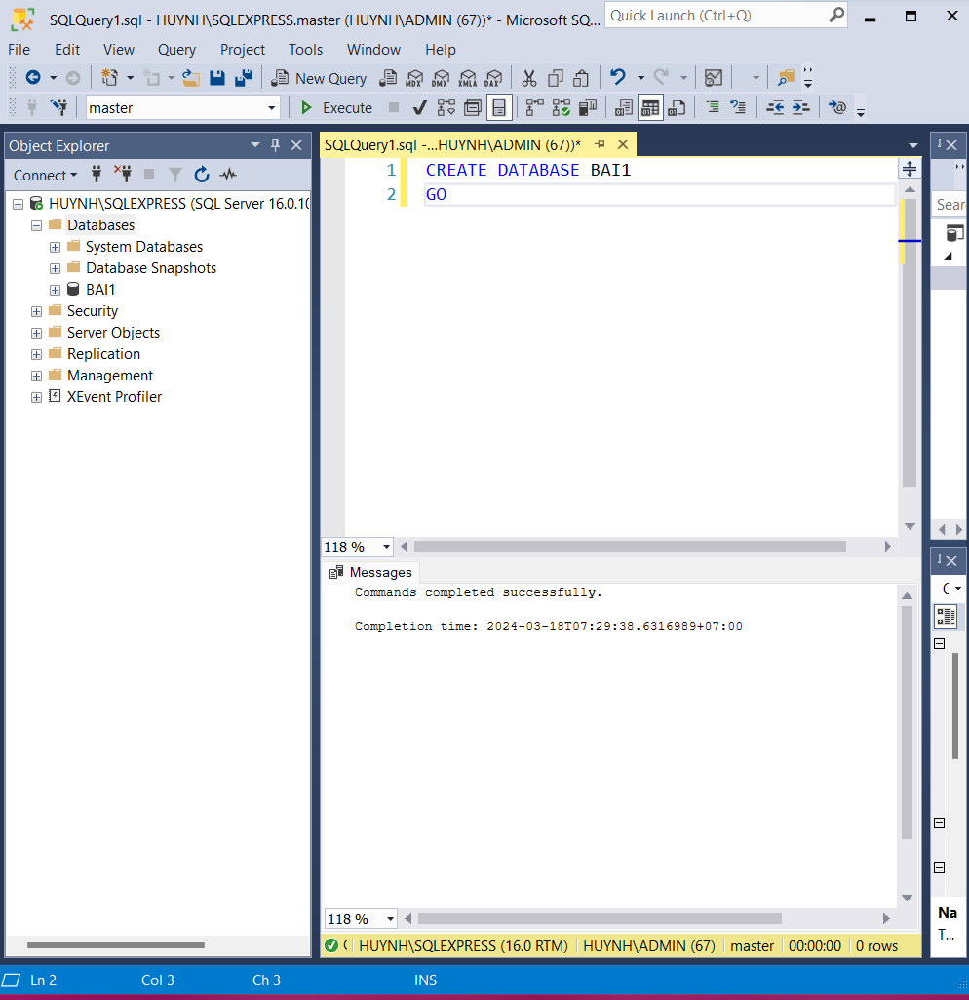 SQLQuery1.sql - HUYNH\SQLEXPRESS.master (HUYNH\ADMIN (67))* - Microsoft SQ...
Quick Launch (Ctrl+Q)
File Edit View Query Project Tools Window Help
New Query MDX DMX XMLA DAX
master Execute
Object Explorer
Connect
HUYNH\SQLEXPRESS (SQL Server 16.0.10
Databases
System Databases
Database Snapshots
BAI1
Security
Server Objects
Replication
Management
XEvent Profiler
SQLQuery1.sql -...HUYNH\ADMIN (67))*
1 CREATE DATABASE BAI1
2 GO
118 %
Messages
Commands completed successfully.
Completion time: 2024-03-18T07:29:38.6316989+07:00
118 %
HUYNH\SQLEXPRESS (16.0 RTM) HUYNH\ADMIN (67) master 00:00:00 0 rows
Sear
Na
T...
Ln 2 Col 3 Ch 3 INS